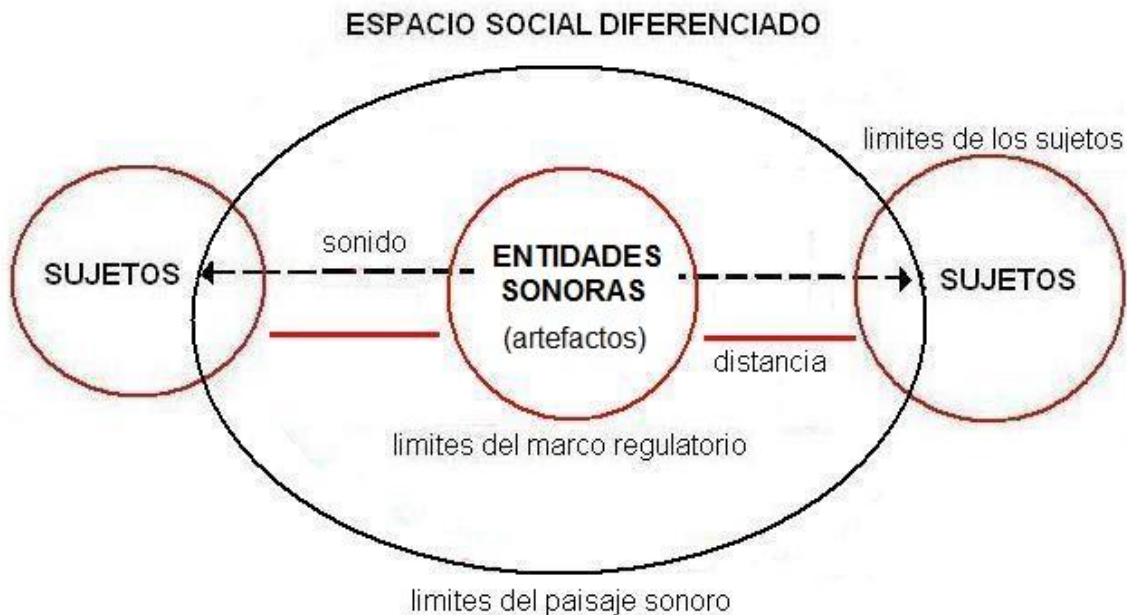 ESPACIO SOCIAL DIFERENCIADO
limites de los sujetos
sonido
SUJETOS
ENTIDADES
SONORAS
(artefactos)
SUJETOS
distancia
limites del marco regulatorio
limites del paisaje sonoro